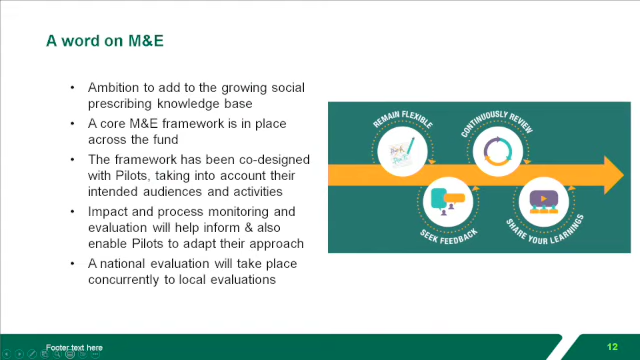 A word on M&E
• Ambition to add to the growing social
prescribing knowledge base
• A core M&E framework is in place
across the fund
• The framework has been co-designed
with Pilots, taking into account their
intended audiences and activities
• Impact and process monitoring and
evaluation will help inform & also
enable Pilots to adapt their approach
• A national evaluation will take place
concurrently to local evaluations
REMAIN FLEXIBLE
CONTINUOUSLY REVIEW
SEEK FEEDBACK
SHARE YOUR LEARNINGS
Footer text here
12